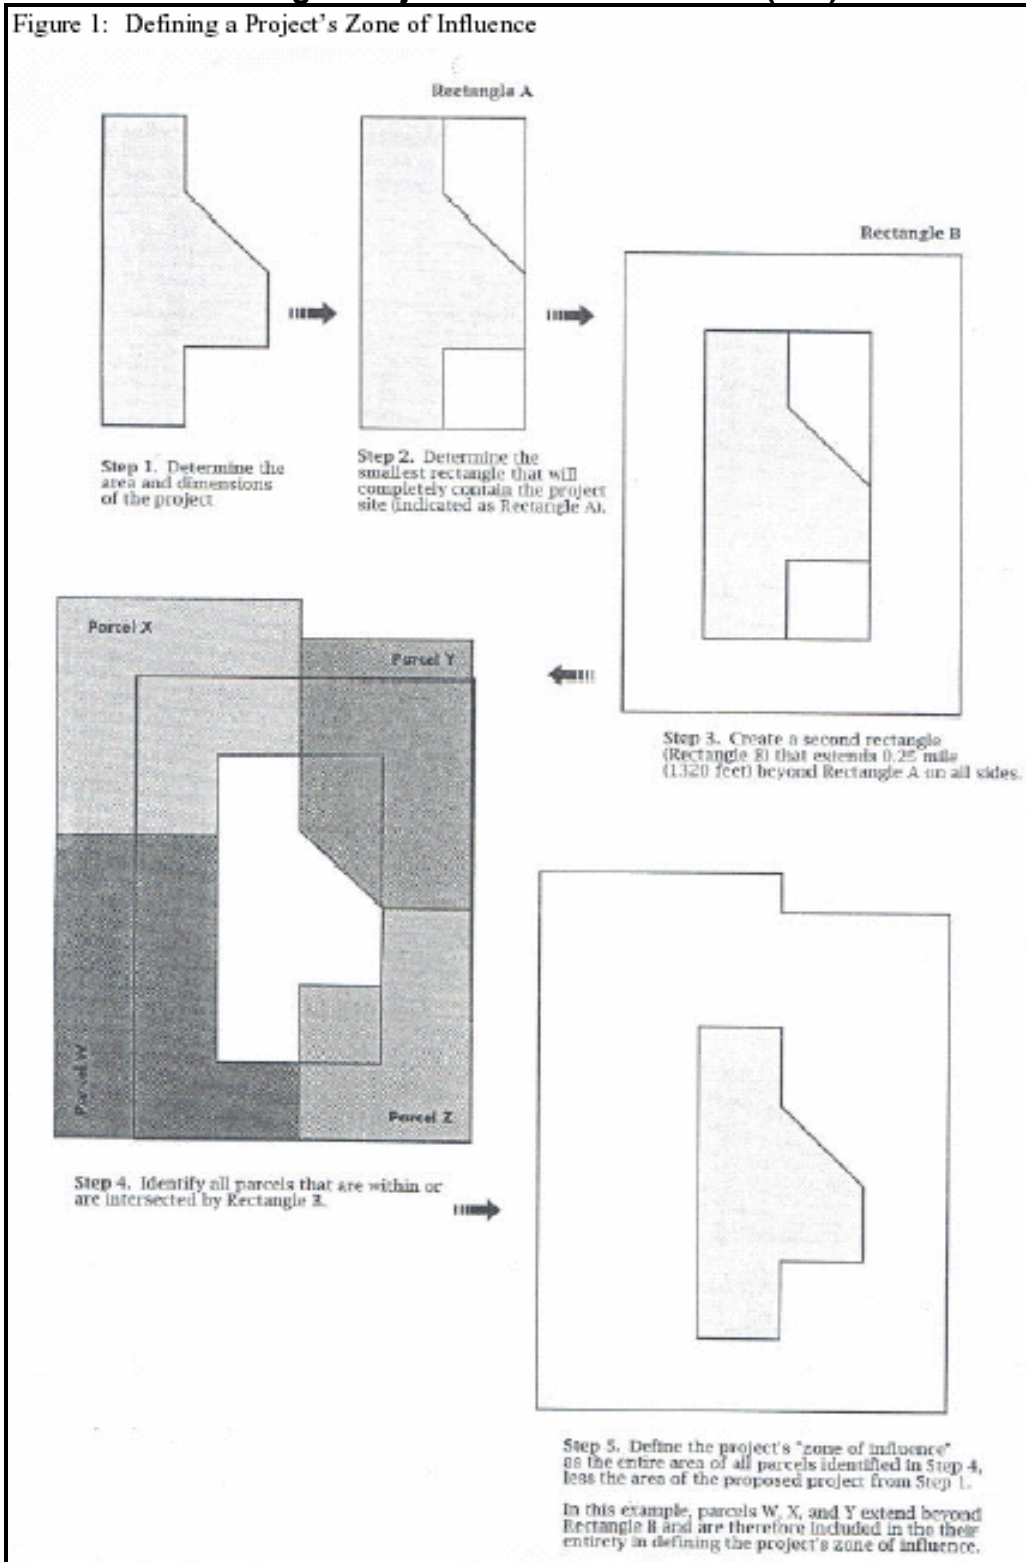 Figure 1: Defining a Project's Zone of Influence
Rectangle A
Rectangle B
Step 1. Determine the
area and dimensions
of the project
Step 2. Determine the
smallest rectangle that will
completely contain the project
site (indicated as Rectangle A).
Step 3. Create a second rectangle
(Rectangle B) that extends 0.25 mile
(1320 feet) beyond Rectangle A on all sides.
Parcel X
Parcel Y
Parcel W
Parcel Z
Step 4. Identify all parcels that are within or
are intersected by Rectangle B.
Step 5. Define the project's "zone of influence"
as the entire area of all parcels identified in Step 4,
less the area of the proposed project from Step 1.
In this example, parcels W, X, and Y extend beyond
Rectangle B and are therefore included in the their
entirety in defining the project's zone of influence.